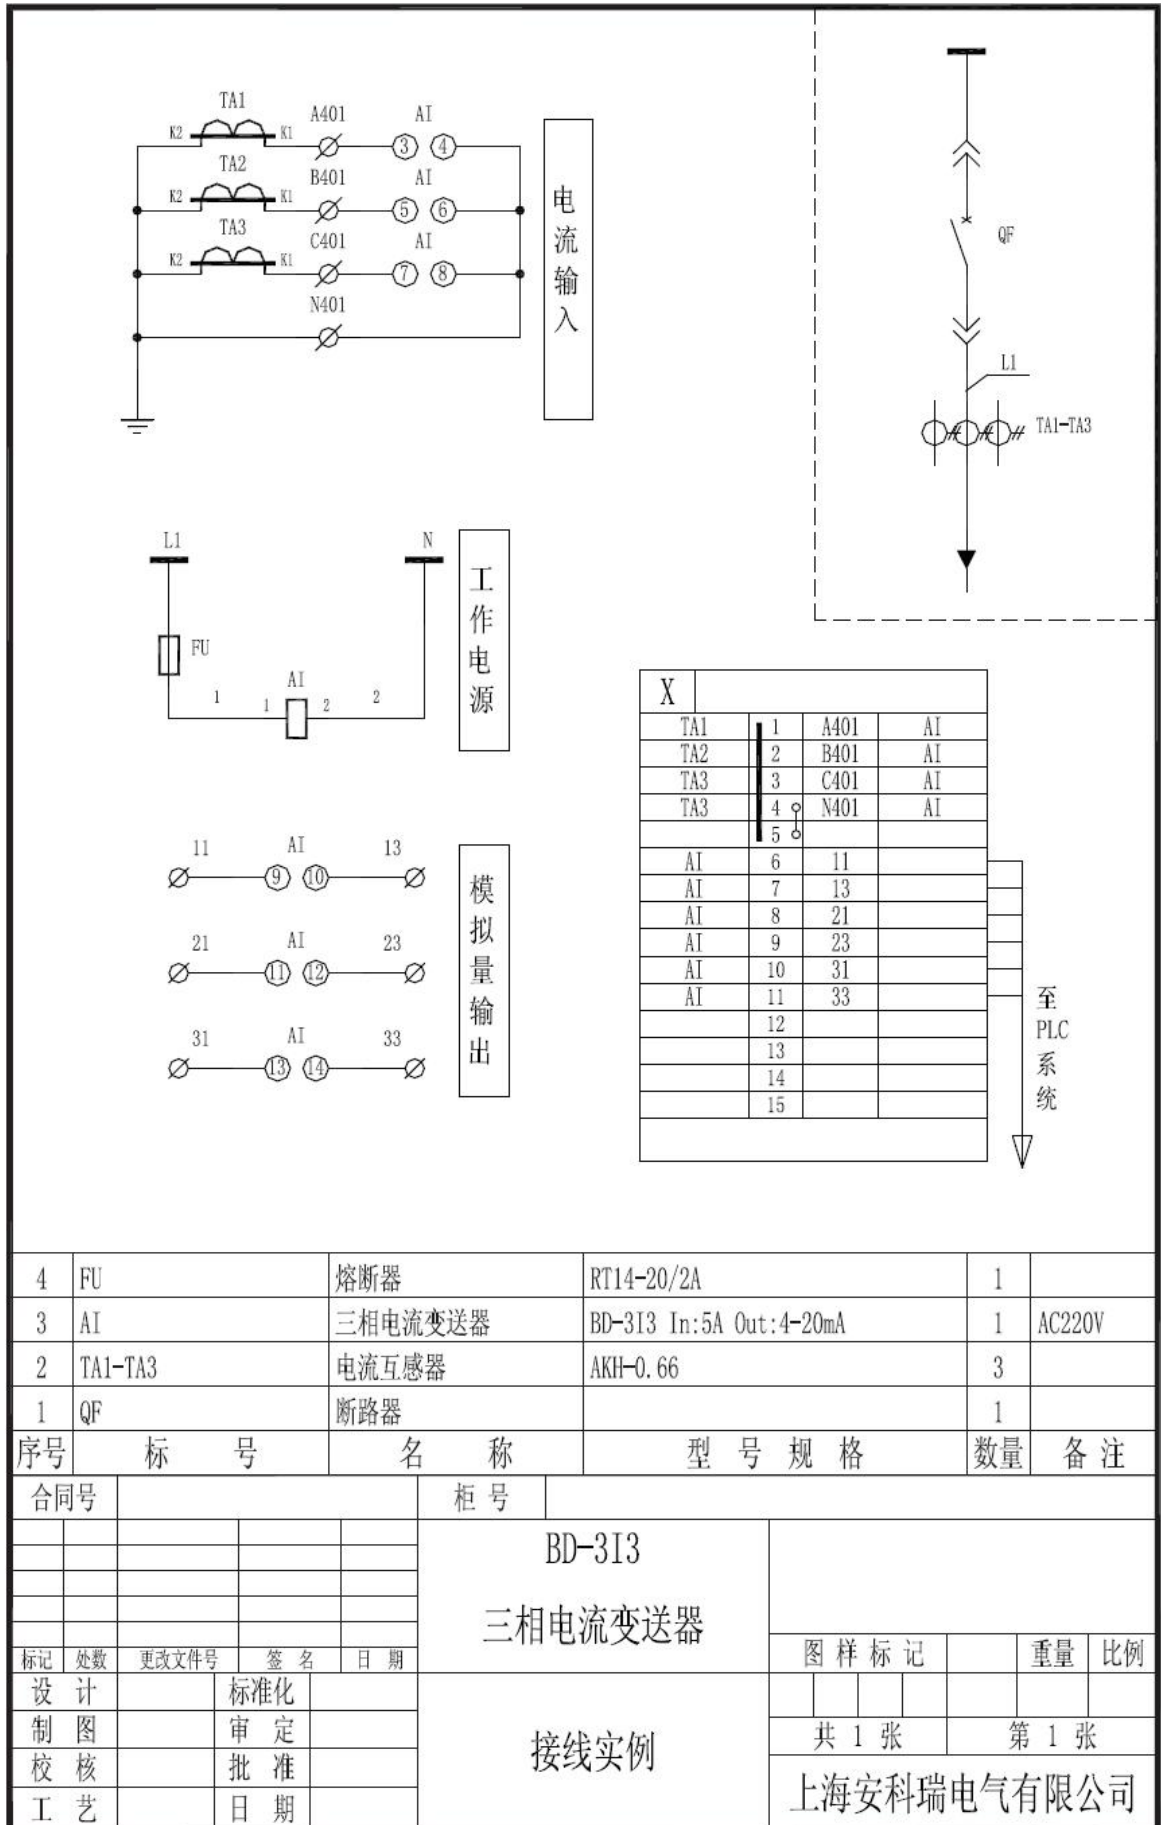 TA1
K2 K1 A401 AI
③ ④
TA2
K2 K1 B401 AI
⑤ ⑥
TA3
K2 K1 C401 AI
⑦ ⑧
N401
电流输入
QF
L1
TA1-TA3
L1 N
FU
1 1 AI 2 2
工作电源
11 AI 13
⑨ ⑩
21 AI 23
⑪ ⑫
31 AI 33
⑬ ⑭
模拟量输出
X
TA1 1 A401 AI
TA2 2 B401 AI
TA3 3 C401 AI
TA3 4 N401 AI
5
AI 6 11
AI 7 13
AI 8 21
AI 9 23
AI 10 31
AI 11 33
12
13
14
15
至
PLC
系
统
4 FU 熔断器 RT14-20/2A 1
3 AI 三相电流变送器 BD-3I3 In:5A Out:4-20mA 1 AC220V
2 TA1-TA3 电流互感器 AKH-0.66 3
1 QF 断路器 1
序号 标 号 名 称 型 号 规 格 数量 备 注
合同号 柜 号
BD-3I3
三相电流变送器
接线实例
标记 处数 更改文件号 签 名 日 期
设 计 标准化
制 图 审 定
校 核 批 准
工 艺 日 期
图 样 标 记 重量 比例
共 1 张 第 1 张
上海安科瑞电气有限公司